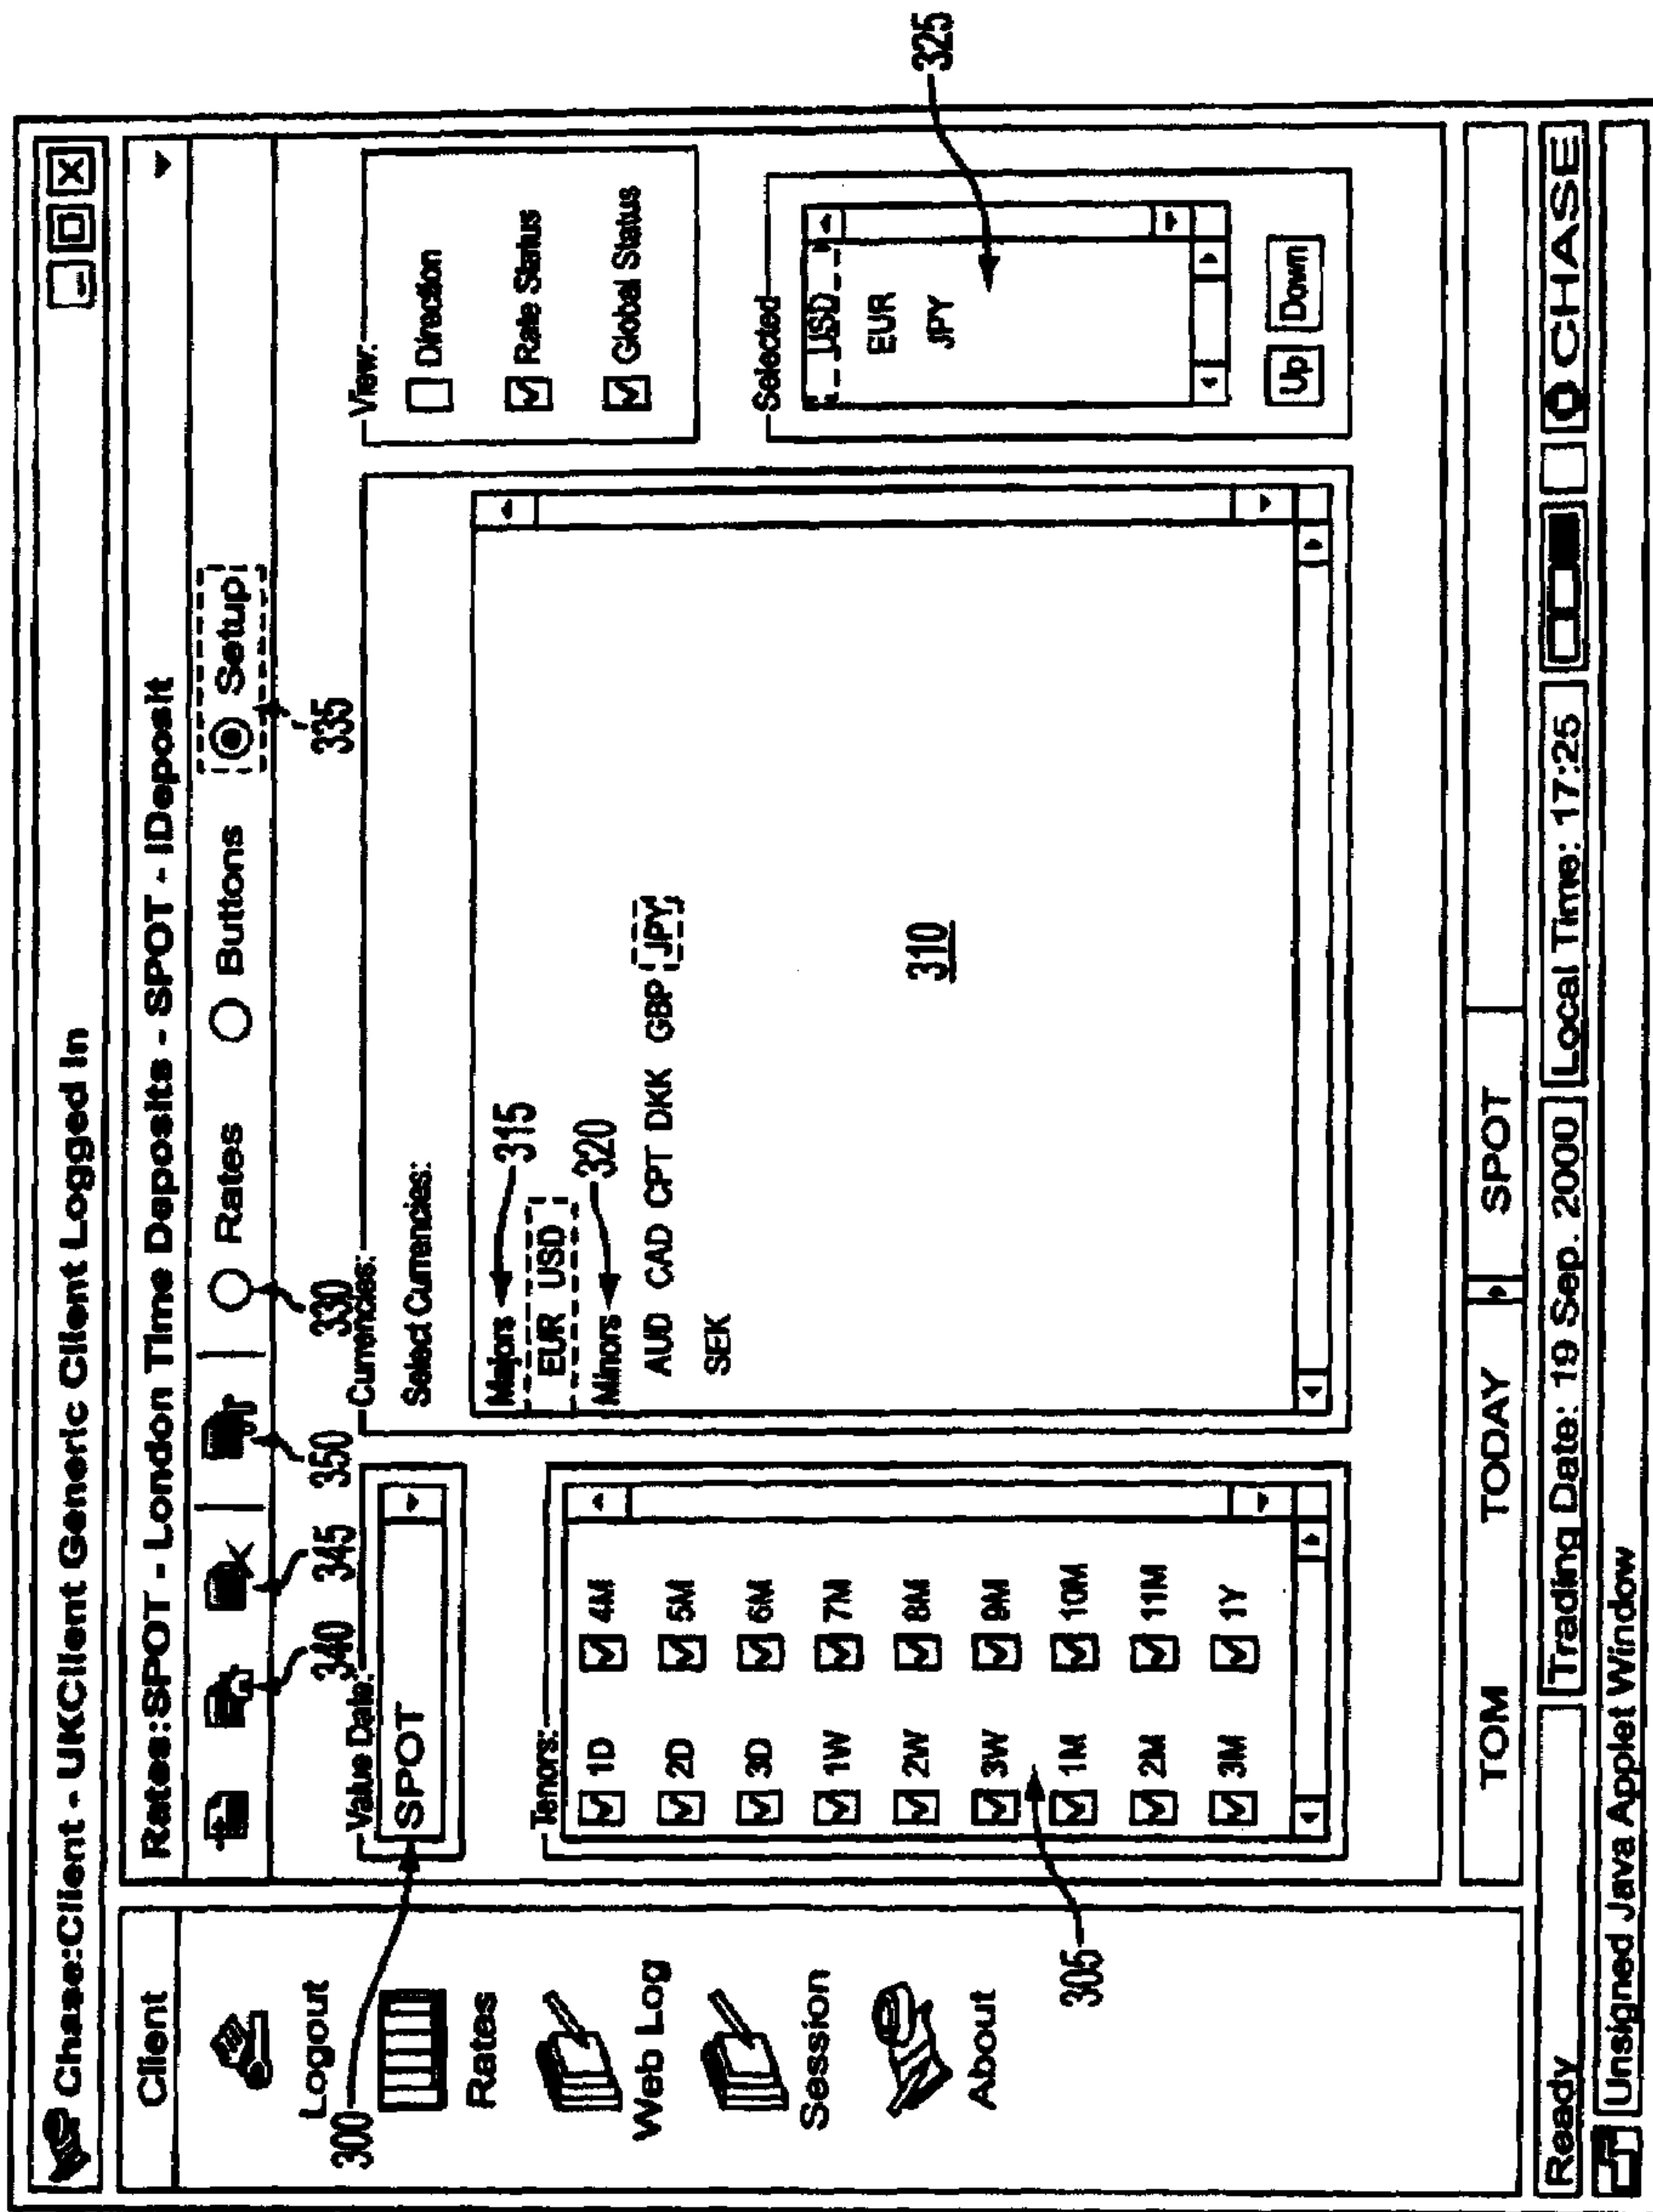 Chase:Client - UKClient Generic Client Logged In
Client
Logout
Rates
Web Log
Session
About
300
Rates:SPOT - London Time Deposits - SPOT - iDeposit
Rates
Buttons
Setup
340
345
350
330
335
Value Date:
SPOT
Tenors:
1D 4M
2D 5M
3D 6M
1W 7M
2W 8M
3W 9M
1M 10M
2M 11M
3M 1Y
305
Currencies:
Select Currencies:
Majors 315
EUR USD
Minors 320
AUD CAD CPT DKK GBP JPY
SEK
310
View:
Direction
Rate Status
Global Status
Selected
USD
EUR
JPY
Up Down
325
TOM TODAY SPOT
Ready Trading Date: 19 Sep. 2000 Local Time: 17:25 CHASE
Unsigned Java Applet Window